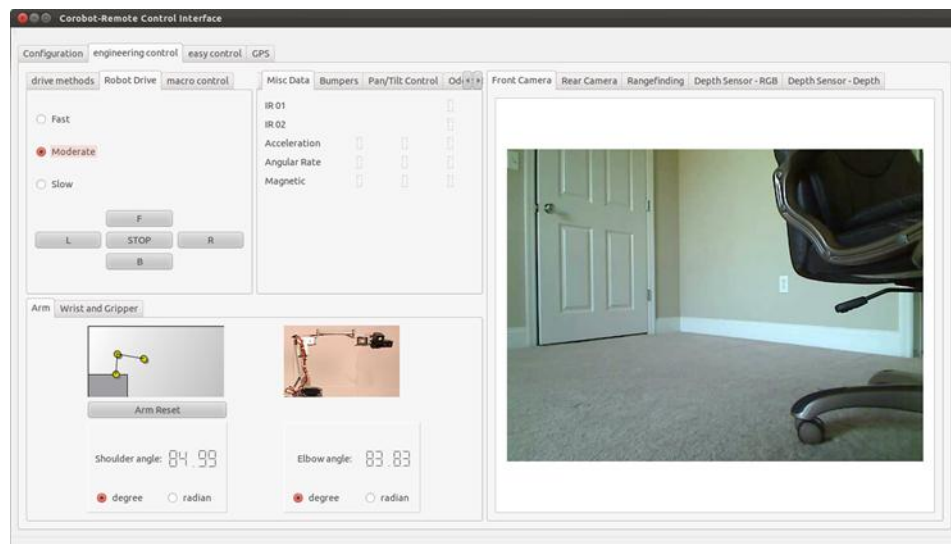 Corobot-Remote Control Interface
Configuration engineering control easy control GPS
drive methods Robot Drive macro control
Fast
Moderate
Slow
F
L STOP R
B
Misc Data Bumpers Pan/Tilt Control Od
IR 01
IR 02
Acceleration
Angular Rate
Magnetic
Front Camera Rear Camera Rangefinding Depth Sensor - RGB Depth Sensor - Depth
Arm Wrist and Gripper
Arm Reset
Shoulder angle: 84.99
degree radian
Elbow angle: 83.83
degree radian